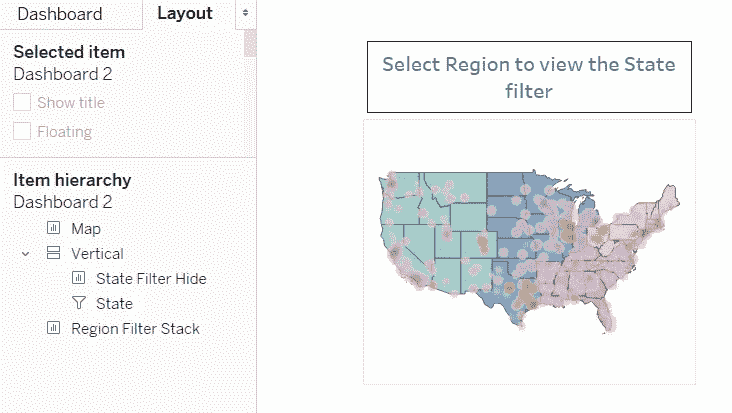 Dashboard Layout
Selected item
Dashboard 2
Show title
Floating
Item hierarchy
Dashboard 2
Map
Vertical
State Filter Hide
State
Region Filter Stack
Select Region to view the State
filter